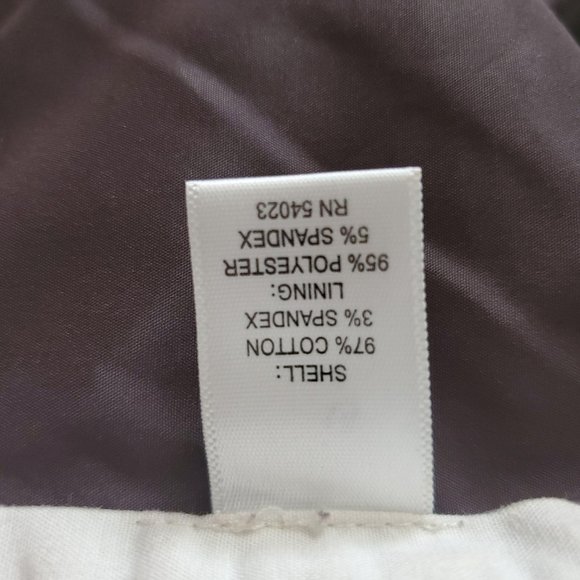 SHELL:
97% COTTON
3% SPANDEX
LINING:
95% POLYESTER
5% SPANDEX
RN 54023